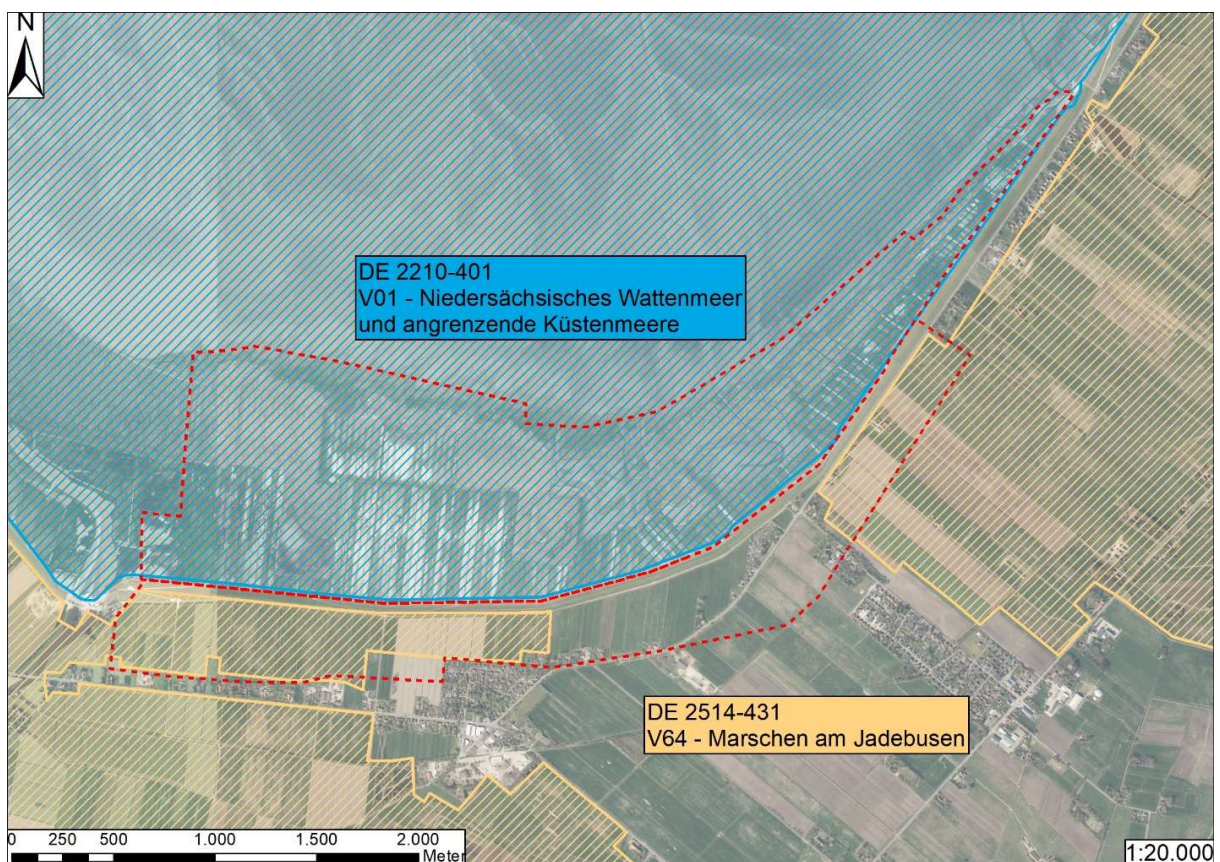 N
DE 2210-401
V01 - Niedersächsisches Wattenmeer
und angrenzende Küstenmeere
DE 2514-431
V64 - Marschen am Jadebusen
0 250 500 1.000 1.500 2.000
Meter
1:20.000